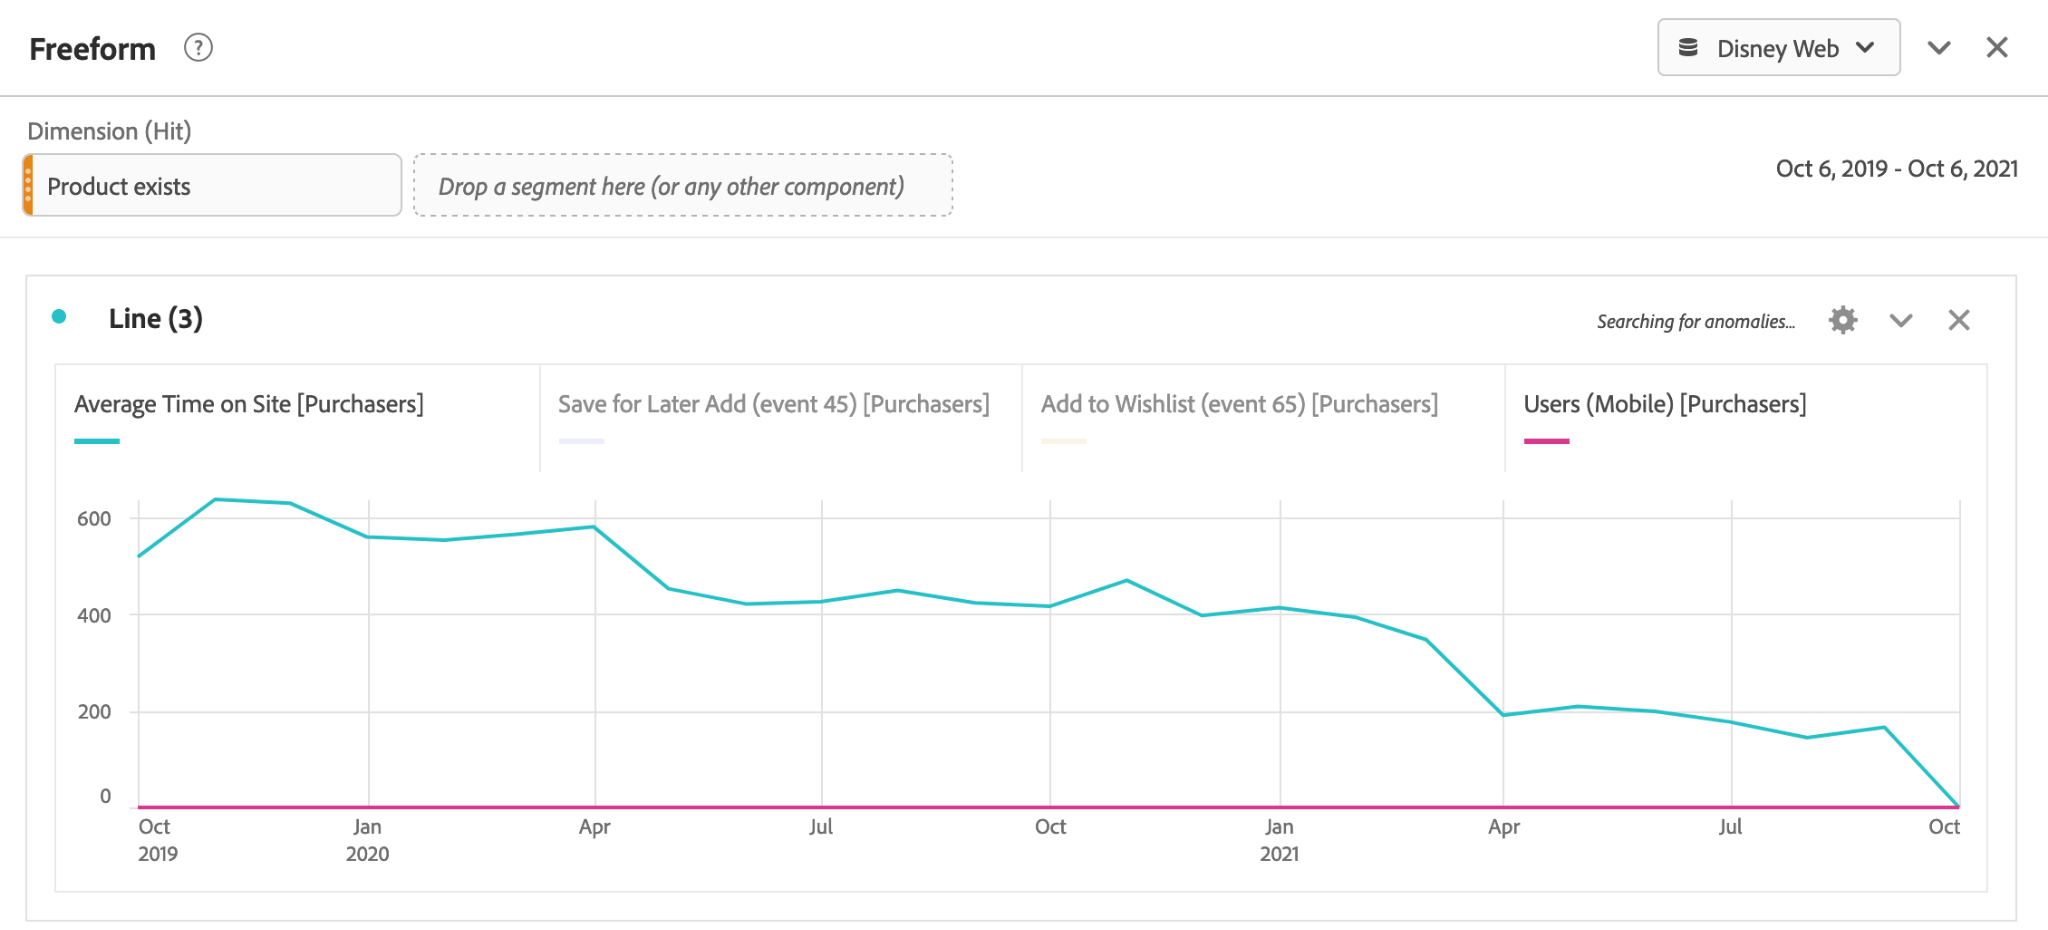 Freeform ?
Disney Web
Dimension (Hit)
Product exists
Drop a segment here (or any other component)
Oct 6, 2019 - Oct 6, 2021
Line (3)
Searching for anomalies...
Average Time on Site [Purchasers]
Save for Later Add (event 45) [Purchasers]
Add to Wishlist (event 65) [Purchasers]
Users (Mobile) [Purchasers]
600
400
200
0
Oct Jan Apr Jul Oct Jan Apr Jul Oct
2019 2020 2021